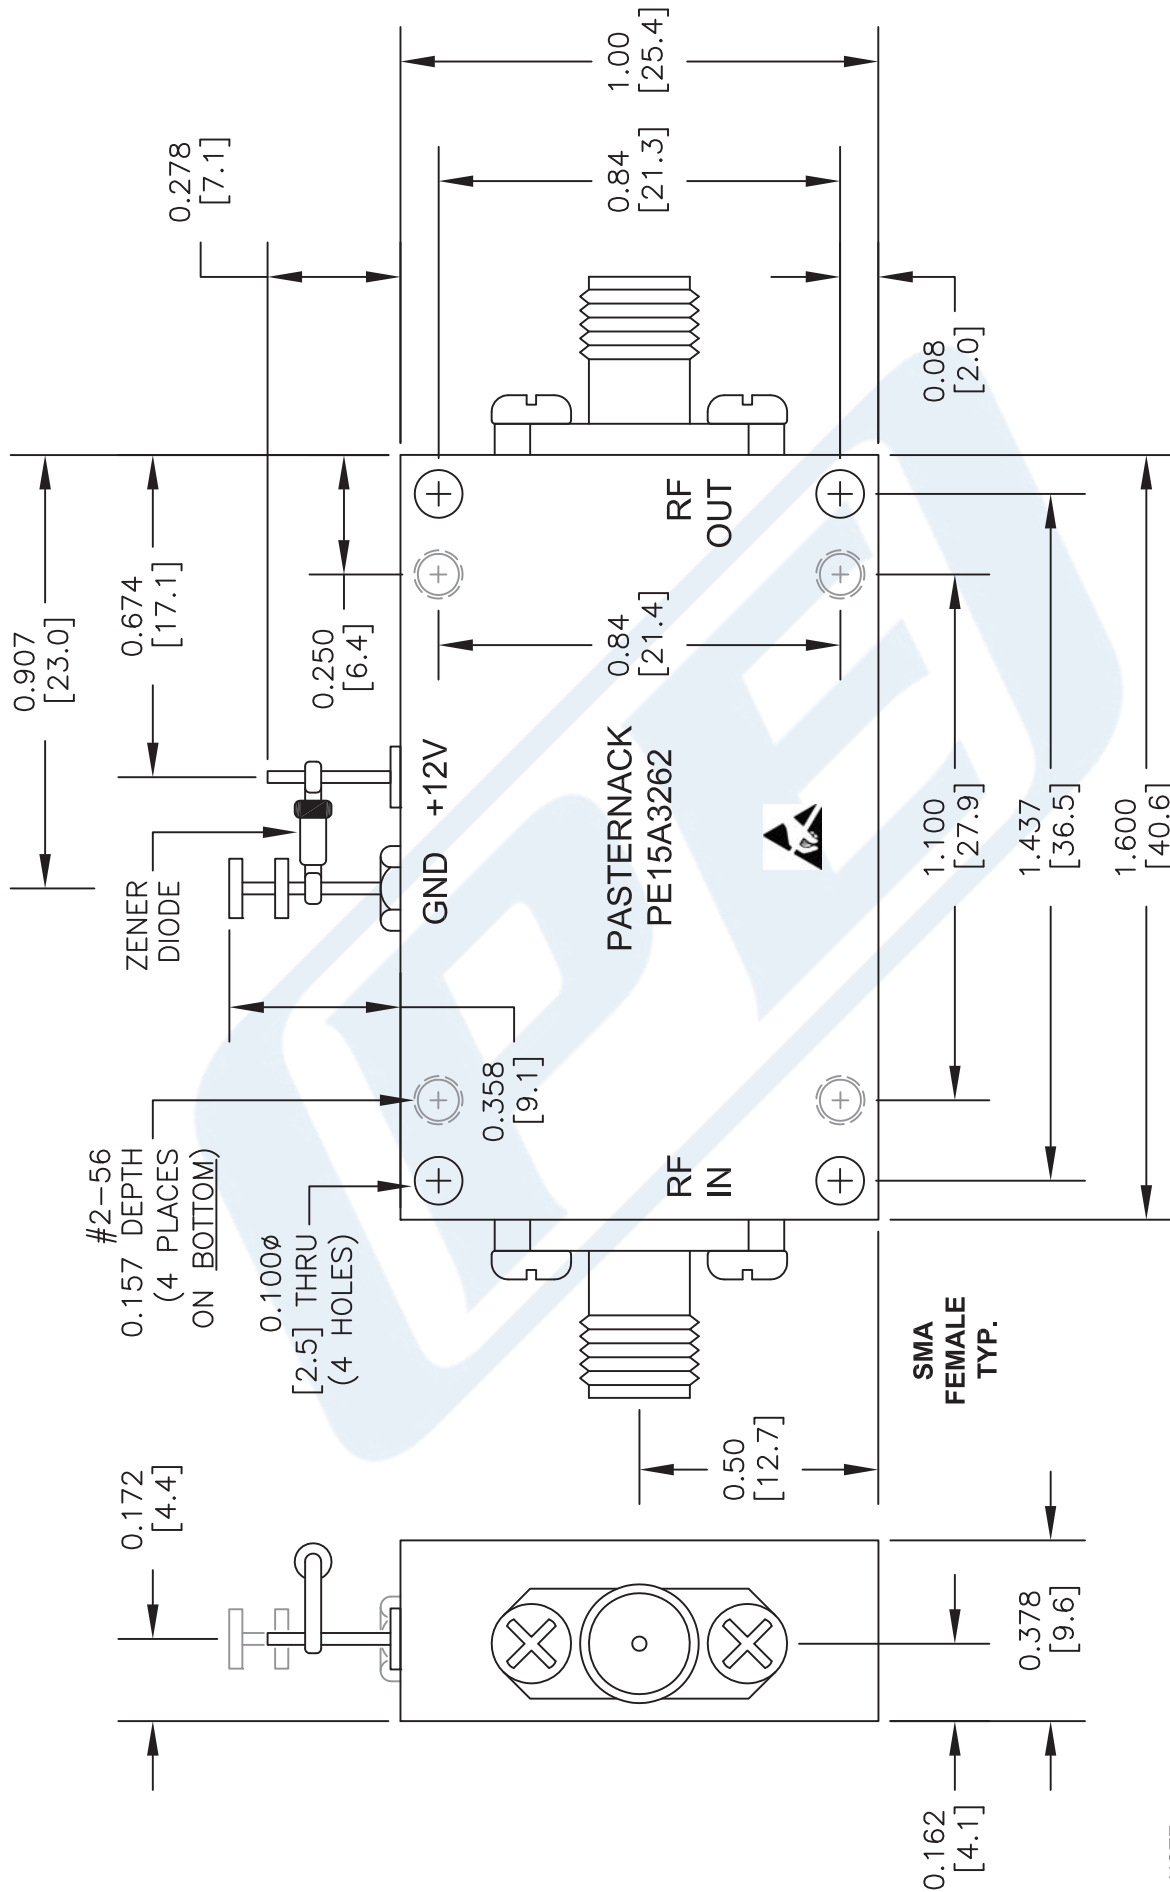 0.907
[23.0]
0.674
[17.1]
0.250
[6.4]
0.278
[7.1]
1.00
[25.4]
0.84
[21.3]
0.08
[2.0]
ZENER
DIODE
#2-56
0.157 DEPTH
(4 PLACES
ON BOTTOM)
0.100ø
[2.5] THRU
(4 HOLES)
0.358
[9.1]
0.172
[4.4]
GND +12V
RF
OUT
0.84
[21.4]
PASTERNACK
PE15A3262
RF
IN
1.100
[27.9]
1.437
[36.5]
1.600
[40.6]
SMA
FEMALE
TYP.
0.50
[12.7]
0.378
[9.6]
0.162
[4.1]
PE